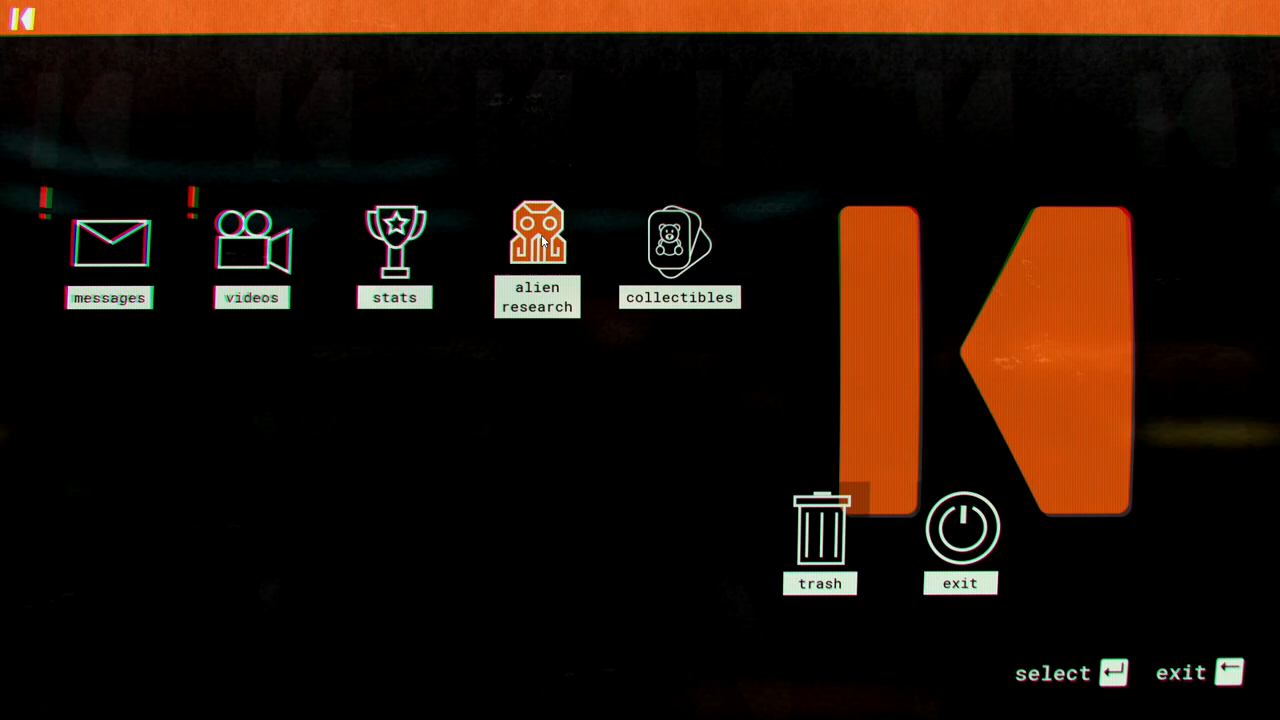 messages
videos
stats
alien
research
collectibles
trash
exit
select
exit